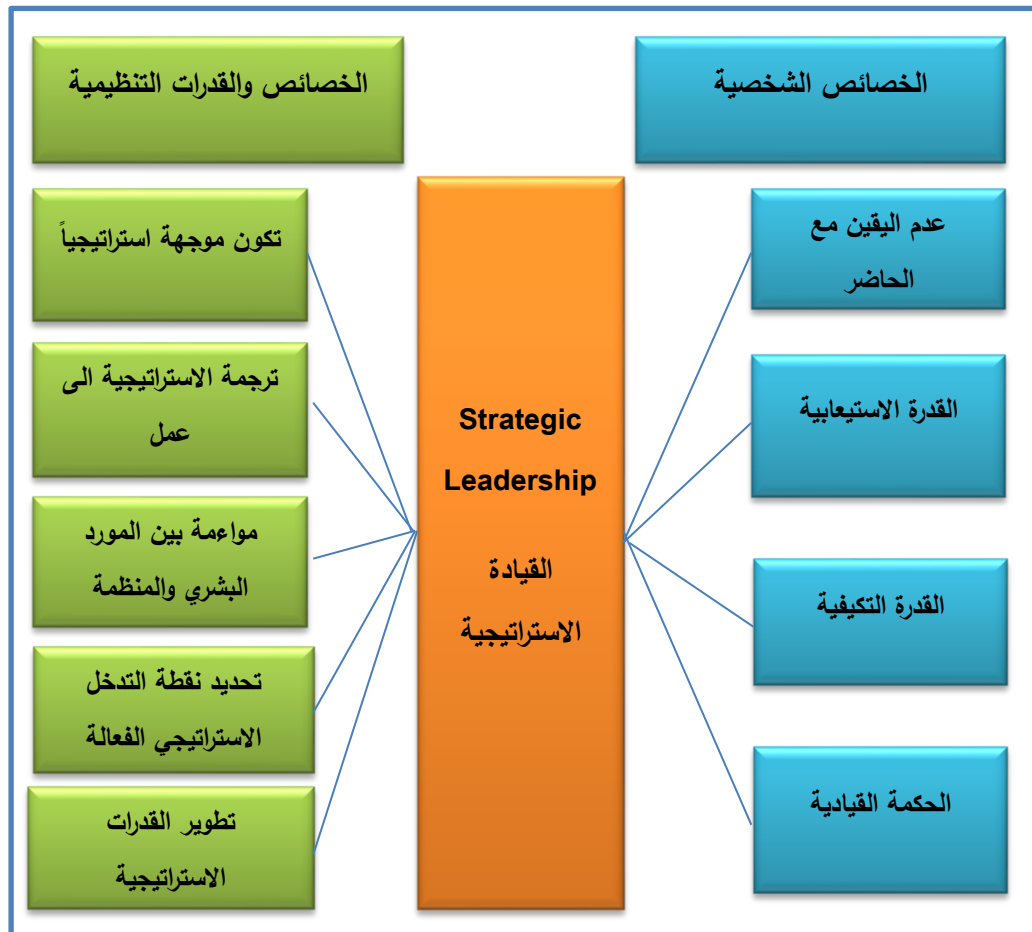 الخصائص الشخصية
الخصائص والقدرات التنظيمية
عدم اليقين مع
الحاضر
القدرة الاستيعابية
القدرة التكيفية
الحكمة القيادية
Strategic
Leadership
القيادة
الاستراتيجية
تكون موجهة استراتيجياً
ترجمة الاستراتيجية الى
عمل
مواءمة بين المورد
البشري والمنظمة
تحديد نقطة التدخل
الاستراتيجي الفعالة
تطوير القدرات
الاستراتيجية